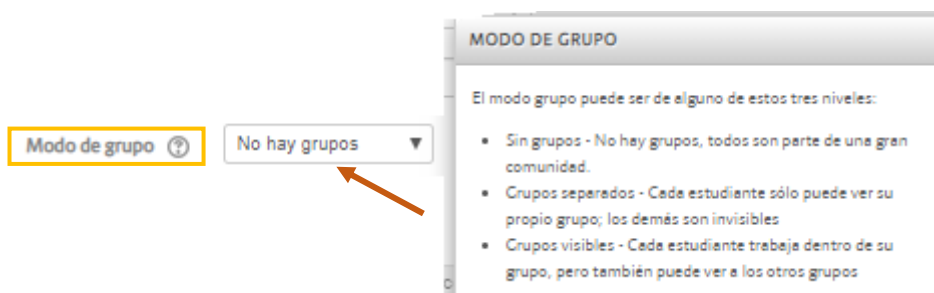 Modo de grupo
No hay grupos
MODO DE GRUPO
El modo grupo puede ser de alguno de estos tres niveles:
• Sin grupos - No hay grupos, todos son parte de una gran
comunidad.
• Grupos separados - Cada estudiante sólo puede ver su
propio grupo; los demás son invisibles
• Grupos visibles - Cada estudiante trabaja dentro de su
grupo, pero también puede ver a los otros grupos